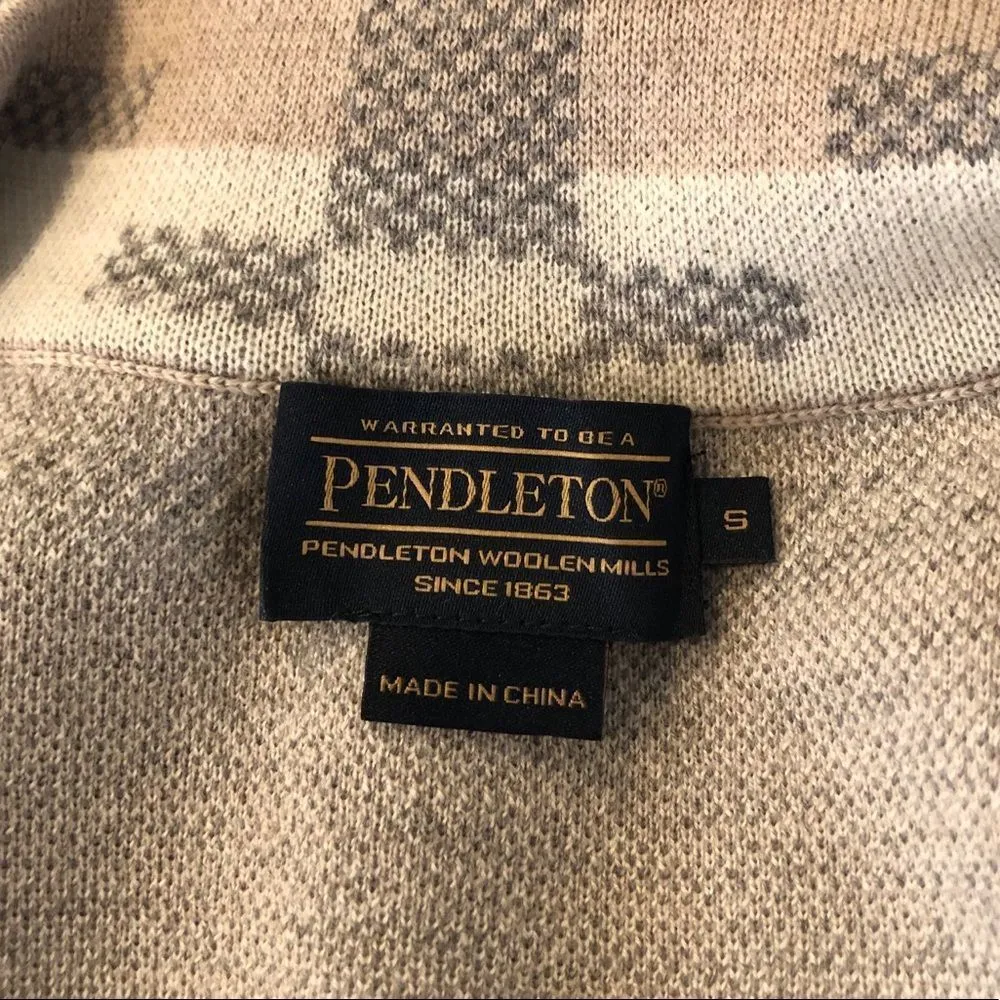 WARRANTED TO BE A
PENDLETON®
S
PENDLETON WOOLEN MILLS
SINCE 1863
MADE IN CHINA